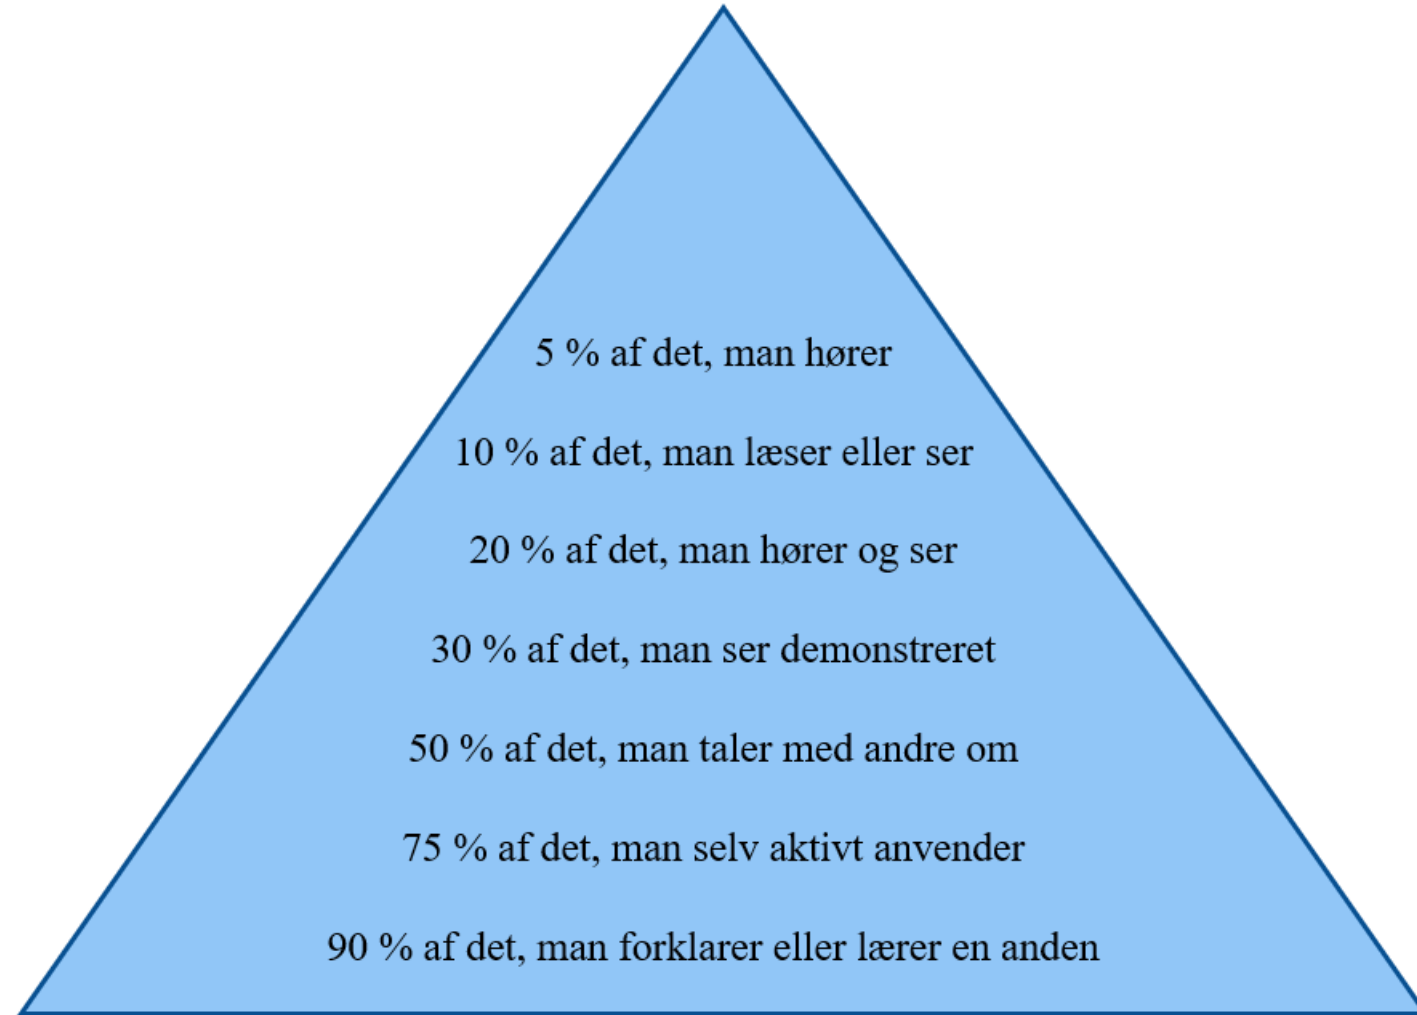 5 % af det, man hører
10 % af det, man læser eller ser
20 % af det, man hører og ser
30 % af det, man ser demonstreret
50 % af det, man taler med andre om
75 % af det, man selv aktivt anvender
90 % af det, man forklarer eller lærer en anden